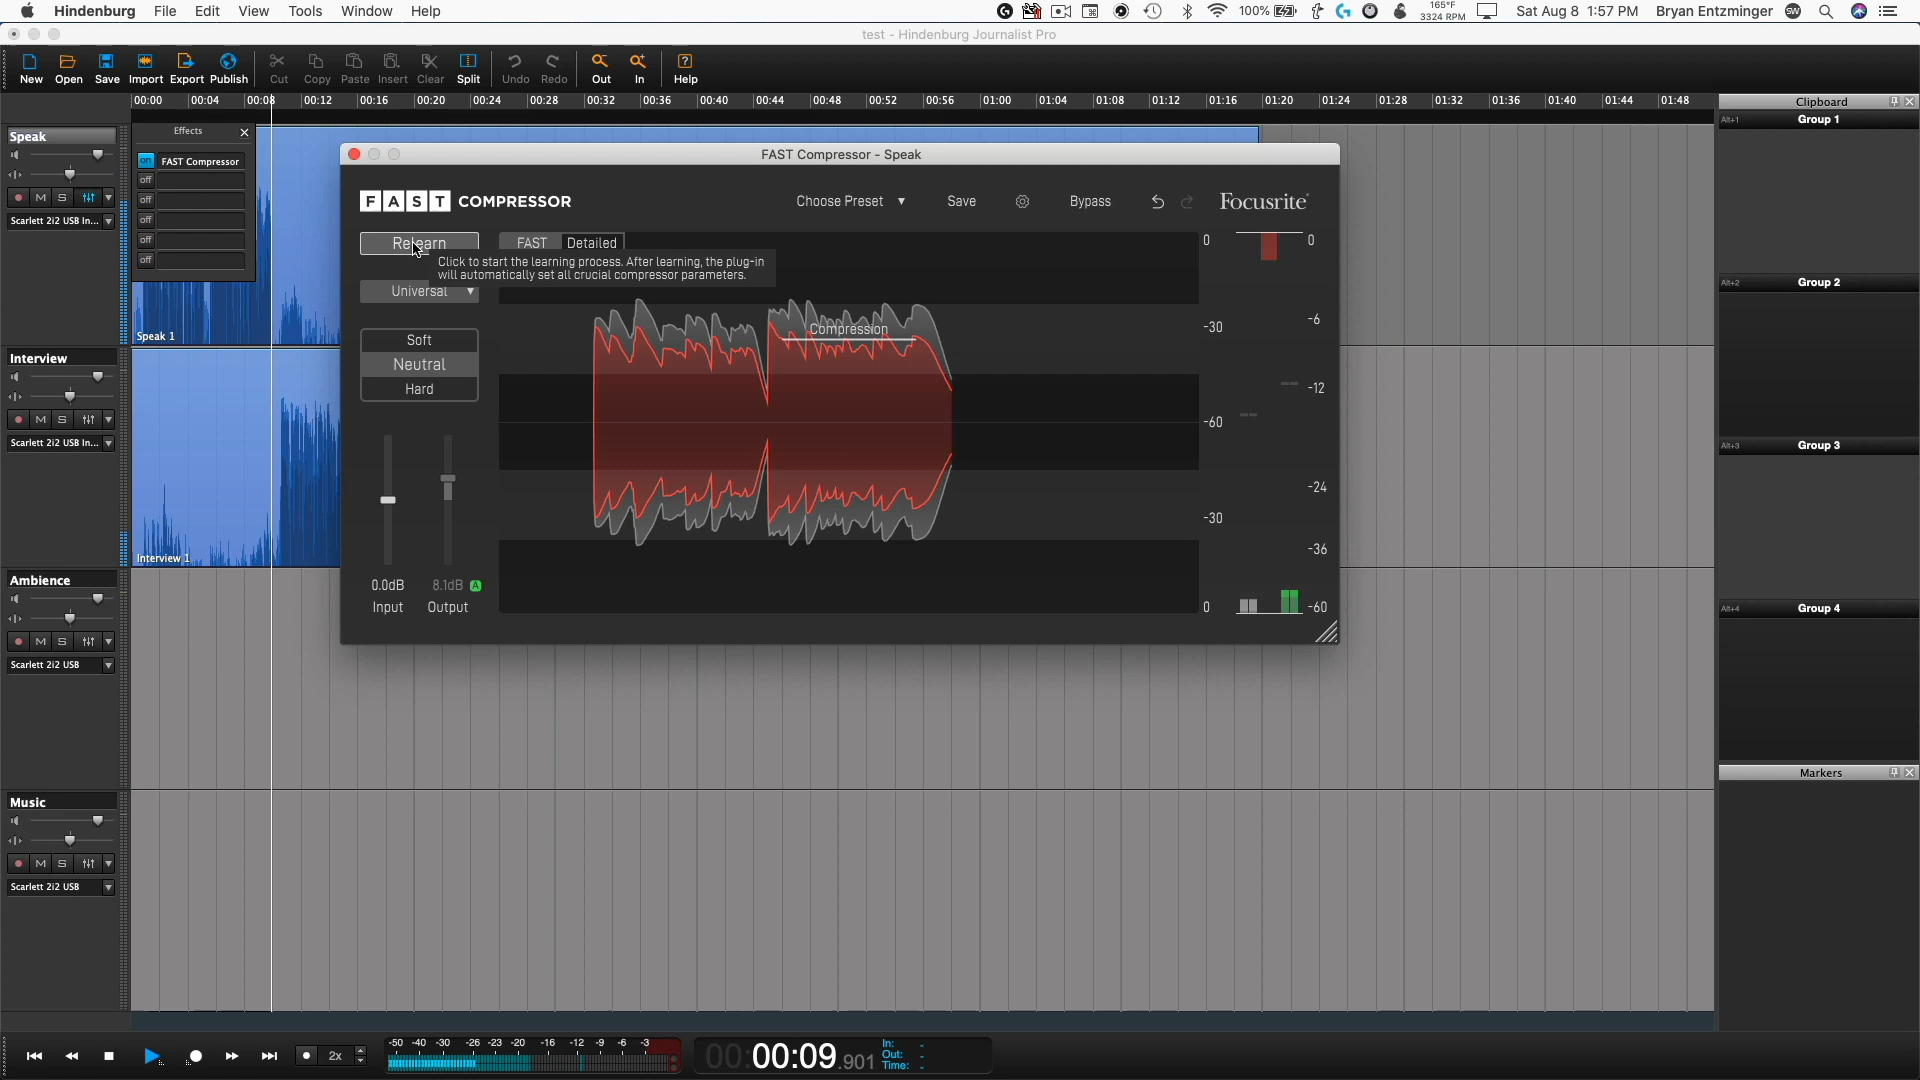 Hindenburg File Edit View Tools Window Help
100% 165°F 3324 RPM Sat Aug 8 1:57 PM Bryan Entzminger SW
test - Hindenburg Journalist Pro
New Open Save Import Export Publish Cut Copy Paste Insert Clear Split Undo Redo Out In Help
00:00 00:04 00:08 00:12 00:16 00:20 00:24 00:28 00:32 00:36 00:40 00:44 00:48 00:52 00:56 01:00 01:04 01:08 01:12 01:16 01:20 01:24 01:28 01:32 01:36 01:40 01:44 01:48
Clipboard
Alt+1 Group 1
Alt+2 Group 2
Alt+3 Group 3
Alt+4 Group 4
Markers
Speak
M S
Scarlett 2i2 USB In...
Effects
on FAST Compressor
off
off
off
off
off
Speak 1
Interview
M S
Scarlett 2i2 USB In...
Interview 1
Ambience
M S
Scarlett 2i2 USB
Music
M S
Scarlett 2i2 USB
FAST Compressor - Speak
FAST COMPRESSOR
Choose Preset Save Bypass Focusrite
Relearn FAST Detailed
Click to start the learning process. After learning, the plug-in
will automatically set all crucial compressor parameters.
Universal
Soft
Neutral
Hard
0.0dB 8.1dB A
Input Output
Compression
0
-30
-60
-30
0
0
-6
-12
-24
-36
-60
2x
-50 -40 -30 -26 -23 -20 -16 -12 -9 -6 -3
00:00:09.901
In: -
Out: -
Time: -